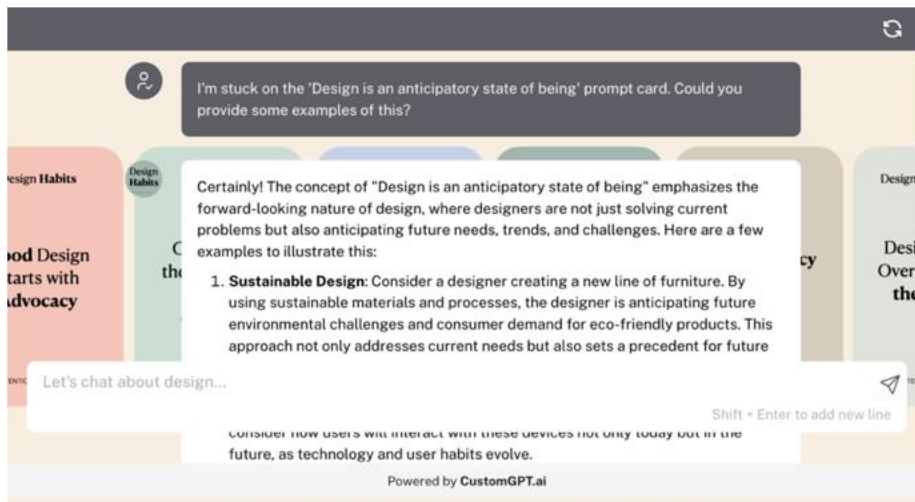 I'm stuck on the 'Design is an anticipatory state of being' prompt card. Could you
provide some examples of this?
esign Habits
Design
Habits
Design
Certainly! The concept of "Design is an anticipatory state of being" emphasizes the
forward-looking nature of design, where designers are not just solving current
problems but also anticipating future needs, trends, and challenges. Here are a few
examples to illustrate this:
ood Design
tarts with
Advocacy
C
the
cy
Desi
Over
the
1. Sustainable Design: Consider a designer creating a new line of furniture. By
using sustainable materials and processes, the designer is anticipating future
environmental challenges and consumer demand for eco-friendly products. This
approach not only addresses current needs but also sets a precedent for future
Let's chat about design...
Shift + Enter to add new line
consider how users will interact with these devices not only today but in the
future, as technology and user habits evolve.
Powered by CustomGPT.ai